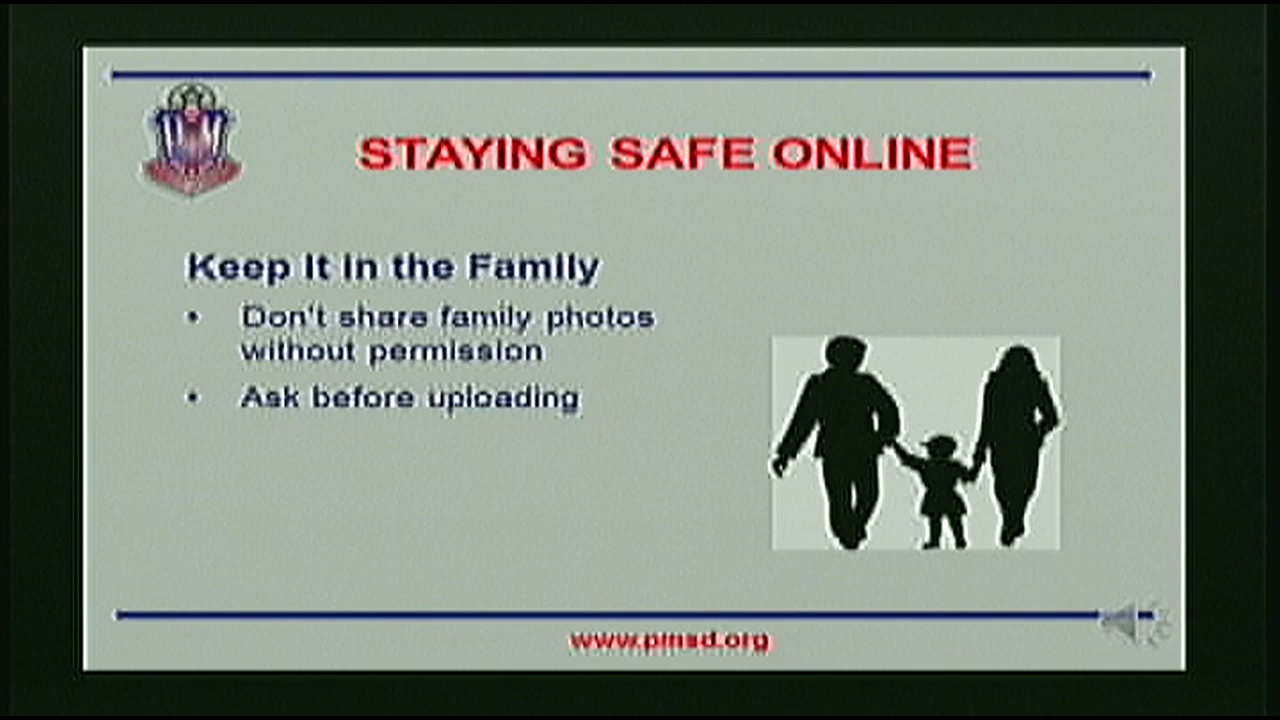 STAYING SAFE ONLINE
Keep It In the Family
• Don't share family photos
without permission
• Ask before uploading
www.pmsd.org